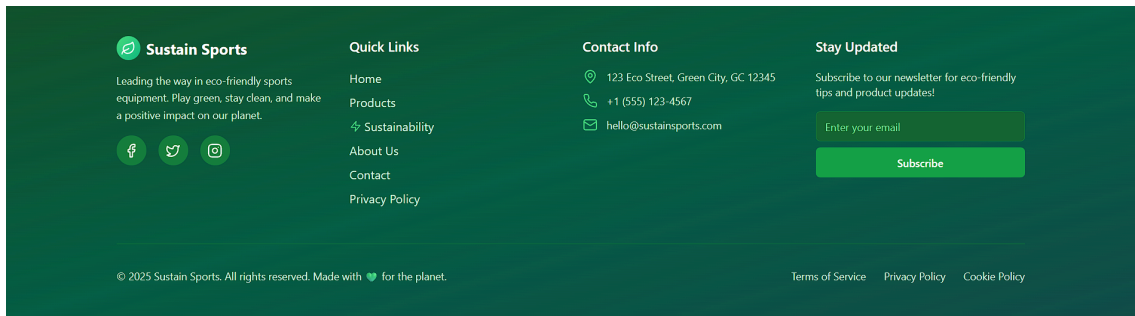 Sustain Sports
Leading the way in eco-friendly sports
equipment. Play green, stay clean, and make
a positive impact on our planet.
Quick Links
Home
Products
Sustainability
About Us
Contact
Privacy Policy
Contact Info
123 Eco Street, Green City, GC 12345
+1 (555) 123-4567
hello@sustainsports.com
Stay Updated
Subscribe to our newsletter for eco-friendly
tips and product updates!
Enter your email
Subscribe
© 2025 Sustain Sports. All rights reserved. Made with 💚 for the planet.
Terms of Service
Privacy Policy
Cookie Policy